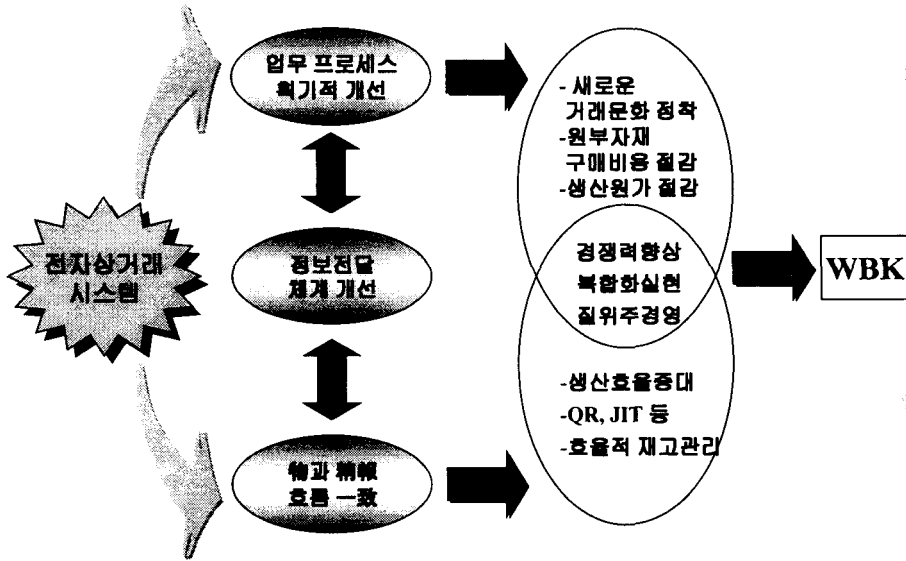 전자상거래
시스템
업무 프로세스
획기적 개선
정보전달
체계 개선
物과 情報
흐름 一致
- 새로운
거래문화 정착
-원부자재
구매비용 절감
-생산원가 절감
경쟁력향상
복합화실현
질위주경영
-생산효율증대
-QR, JIT 등
-효율적 재고관리
WBK